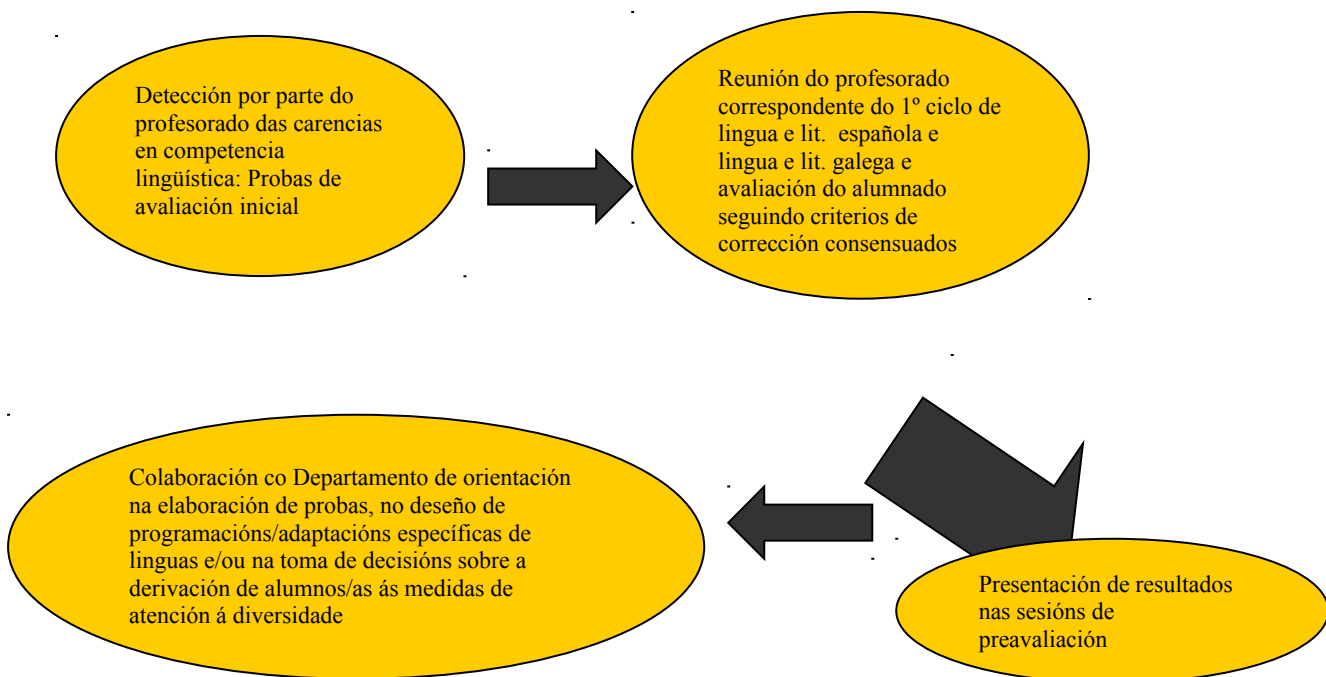 Detección por parte do
profesorado das carencias
en competencia
lingüística: Probas de
avaliación inicial
Reunión do profesorado
correspondente do 1º ciclo de
lingua e lit. española e
lingua e lit. galega e
avaliación do alumnado
seguindo criterios de
corrección consensuados
Colaboración co Departamento de orientación
na elaboración de probas, no deseño de
programacións/adaptacións específicas de
linguas e/ou na toma de decisións sobre a
derivación de alumnos/as ás medidas de
atención á diversidade
Presentación de resultados
nas sesións de
preavaliación